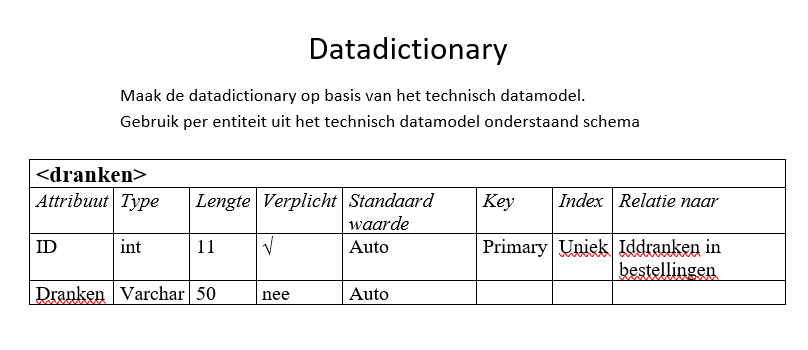 Datadictionary
Maak de datadictionary op basis van het technisch datamodel.
Gebruik per entiteit uit het technisch datamodel onderstaand schema
<dranken>
Attribuut Type Lengte Verplicht Standaard waarde Key Index Relatie naar
ID int 11 √ Auto Primary Uniek Iddranken in bestellingen
Dranken Varchar 50 nee Auto